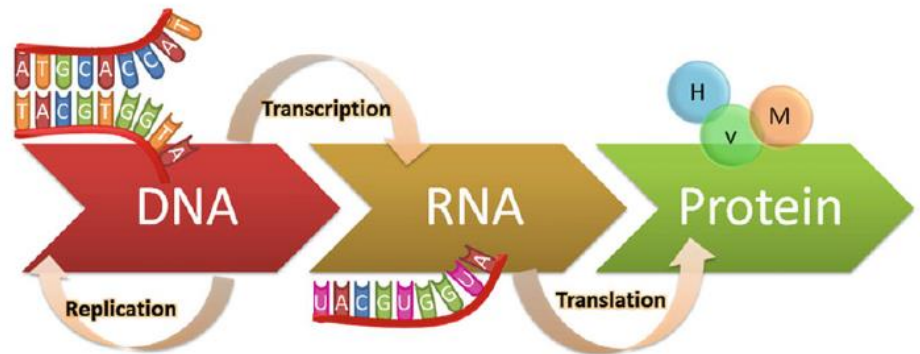 ATGCACCAT
TACGTGGTA
Transcription
H
v
M
DNA
RNA
Protein
Replication
UACGUGGUA
Translation